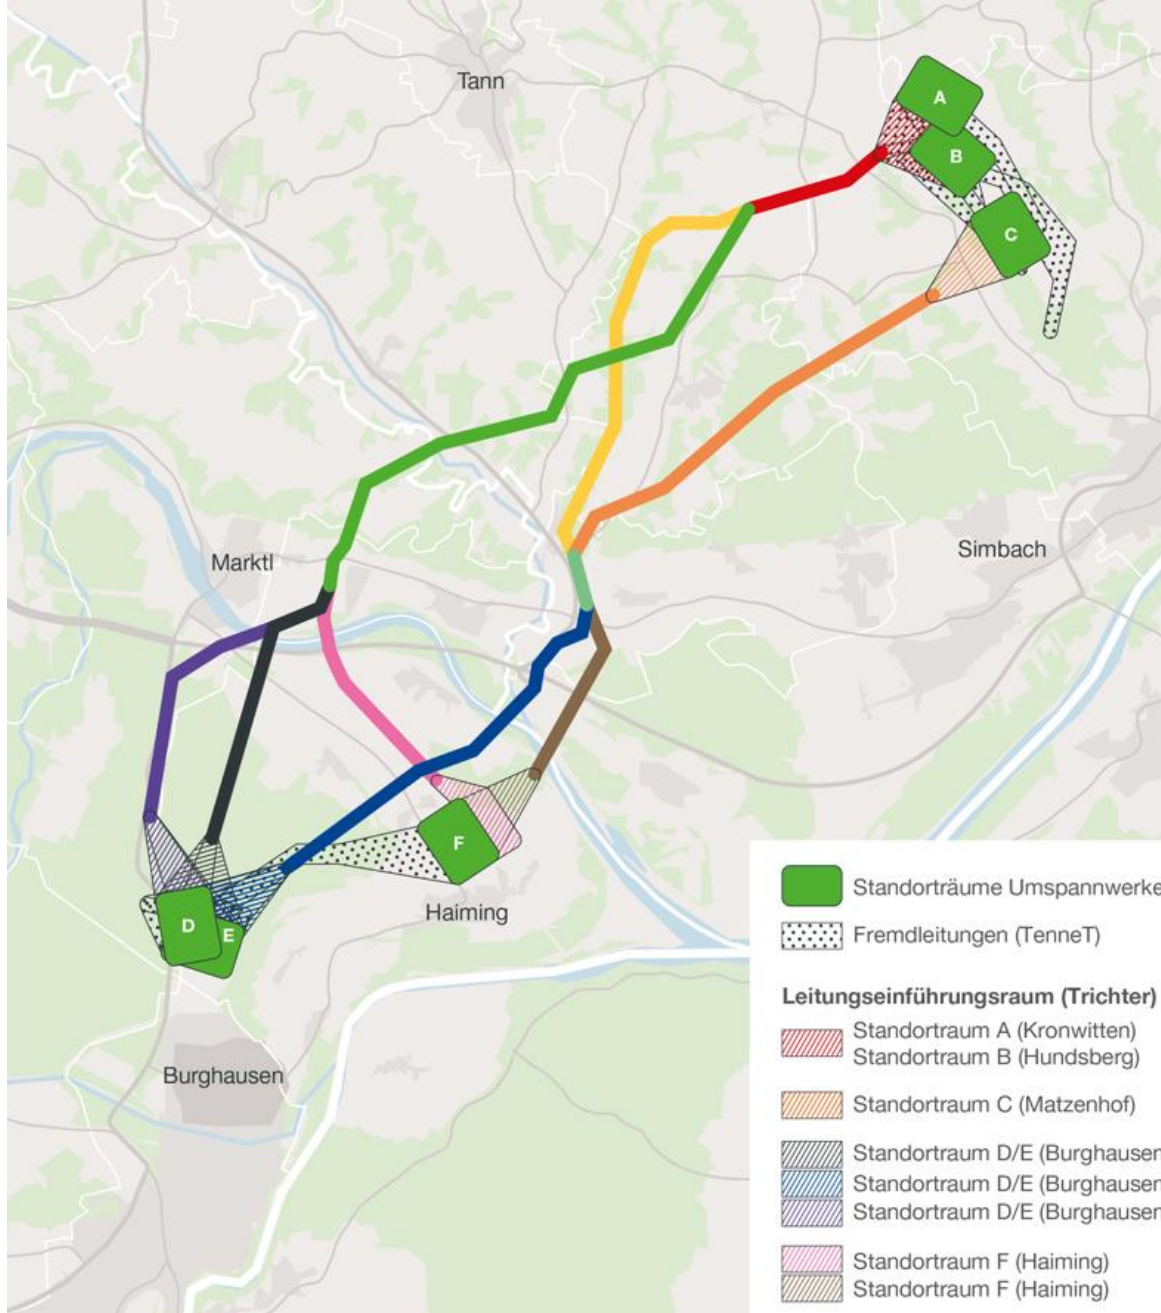 Tann
A
B
C
Marktl
Simbach
F
D
E
Haiming
Burghausen
Standorträume Umspannwerke
Fremdleitungen (TenneT)
Leitungseinführungsraum (Trichter)
Standortraum A (Kronwitten)
Standortraum B (Hundsberg)
Standortraum C (Matzenhof)
Standortraum D/E (Burghausen
Standortraum D/E (Burghausen
Standortraum D/E (Burghausen
Standortraum F (Haiming)
Standortraum F (Haiming)